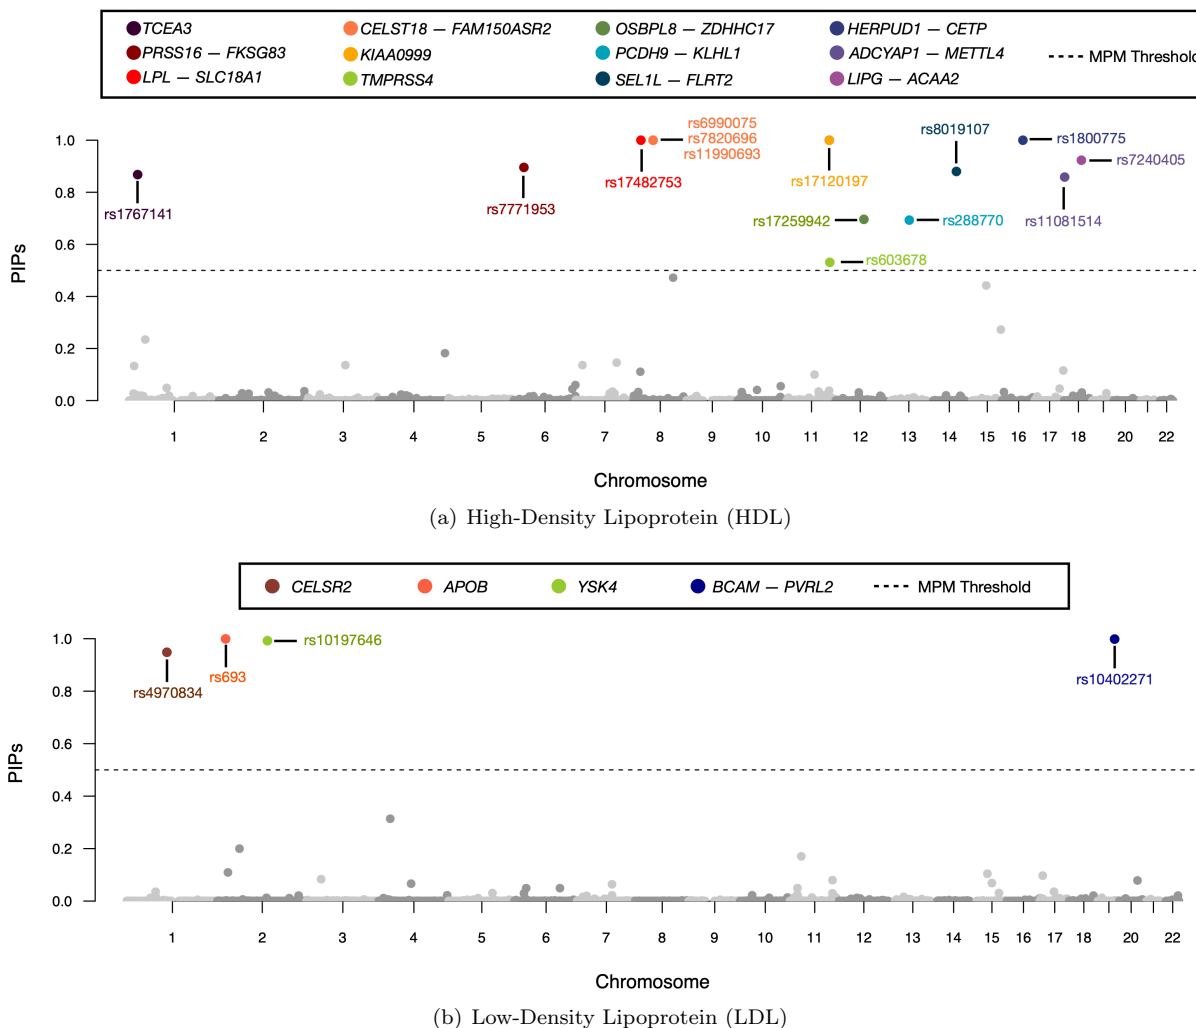 TCEA3 CELST18 — FAM150ASR2 OSBPL8 — ZDHHC17 HERPUD1 — CETP
PRSS16 — FKSG83 KIAA0999 PCDH9 — KLHL1 ADCYAP1 — METTL4 MPM Threshold
LPL — SLC18A1 TMPRSS4 SEL1L — FLRT2 LIPG — ACAA2
PIPs
1.0
0.8
0.6
0.4
0.2
0.0
rs1767141
rs7771953
rs17482753
rs6990075
rs7820696
rs11990693
rs17120197
rs8019107
rs1800775
rs7240405
rs11081514
rs17259942
rs288770
rs603678
1 2 3 4 5 6 7 8 9 10 11 12 13 14 15 16 17 18 20 22
Chromosome
(a) High-Density Lipoprotein (HDL)
CELSR2 APOB YSK4 BCAM — PVRL2 MPM Threshold
PIPs
1.0
0.8
0.6
0.4
0.2
0.0
rs4970834
rs693
rs10197646
rs10402271
1 2 3 4 5 6 7 8 9 10 11 12 13 14 15 16 17 18 20 22
Chromosome
(b) Low-Density Lipoprotein (LDL)